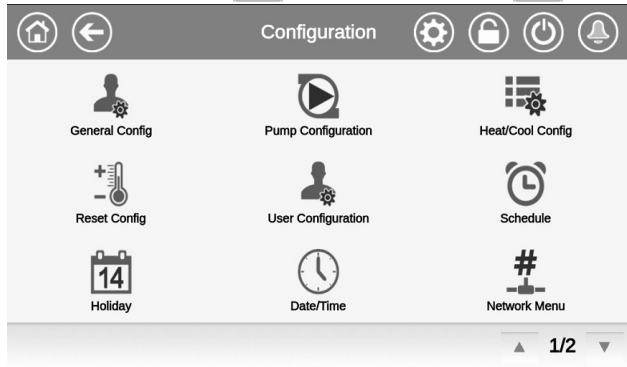 Configuration
General Config
Pump Configuration
Heat/Cool Config
Reset Config
User Configuration
Schedule
14
Holiday
Date/Time
#
Network Menu
1/2